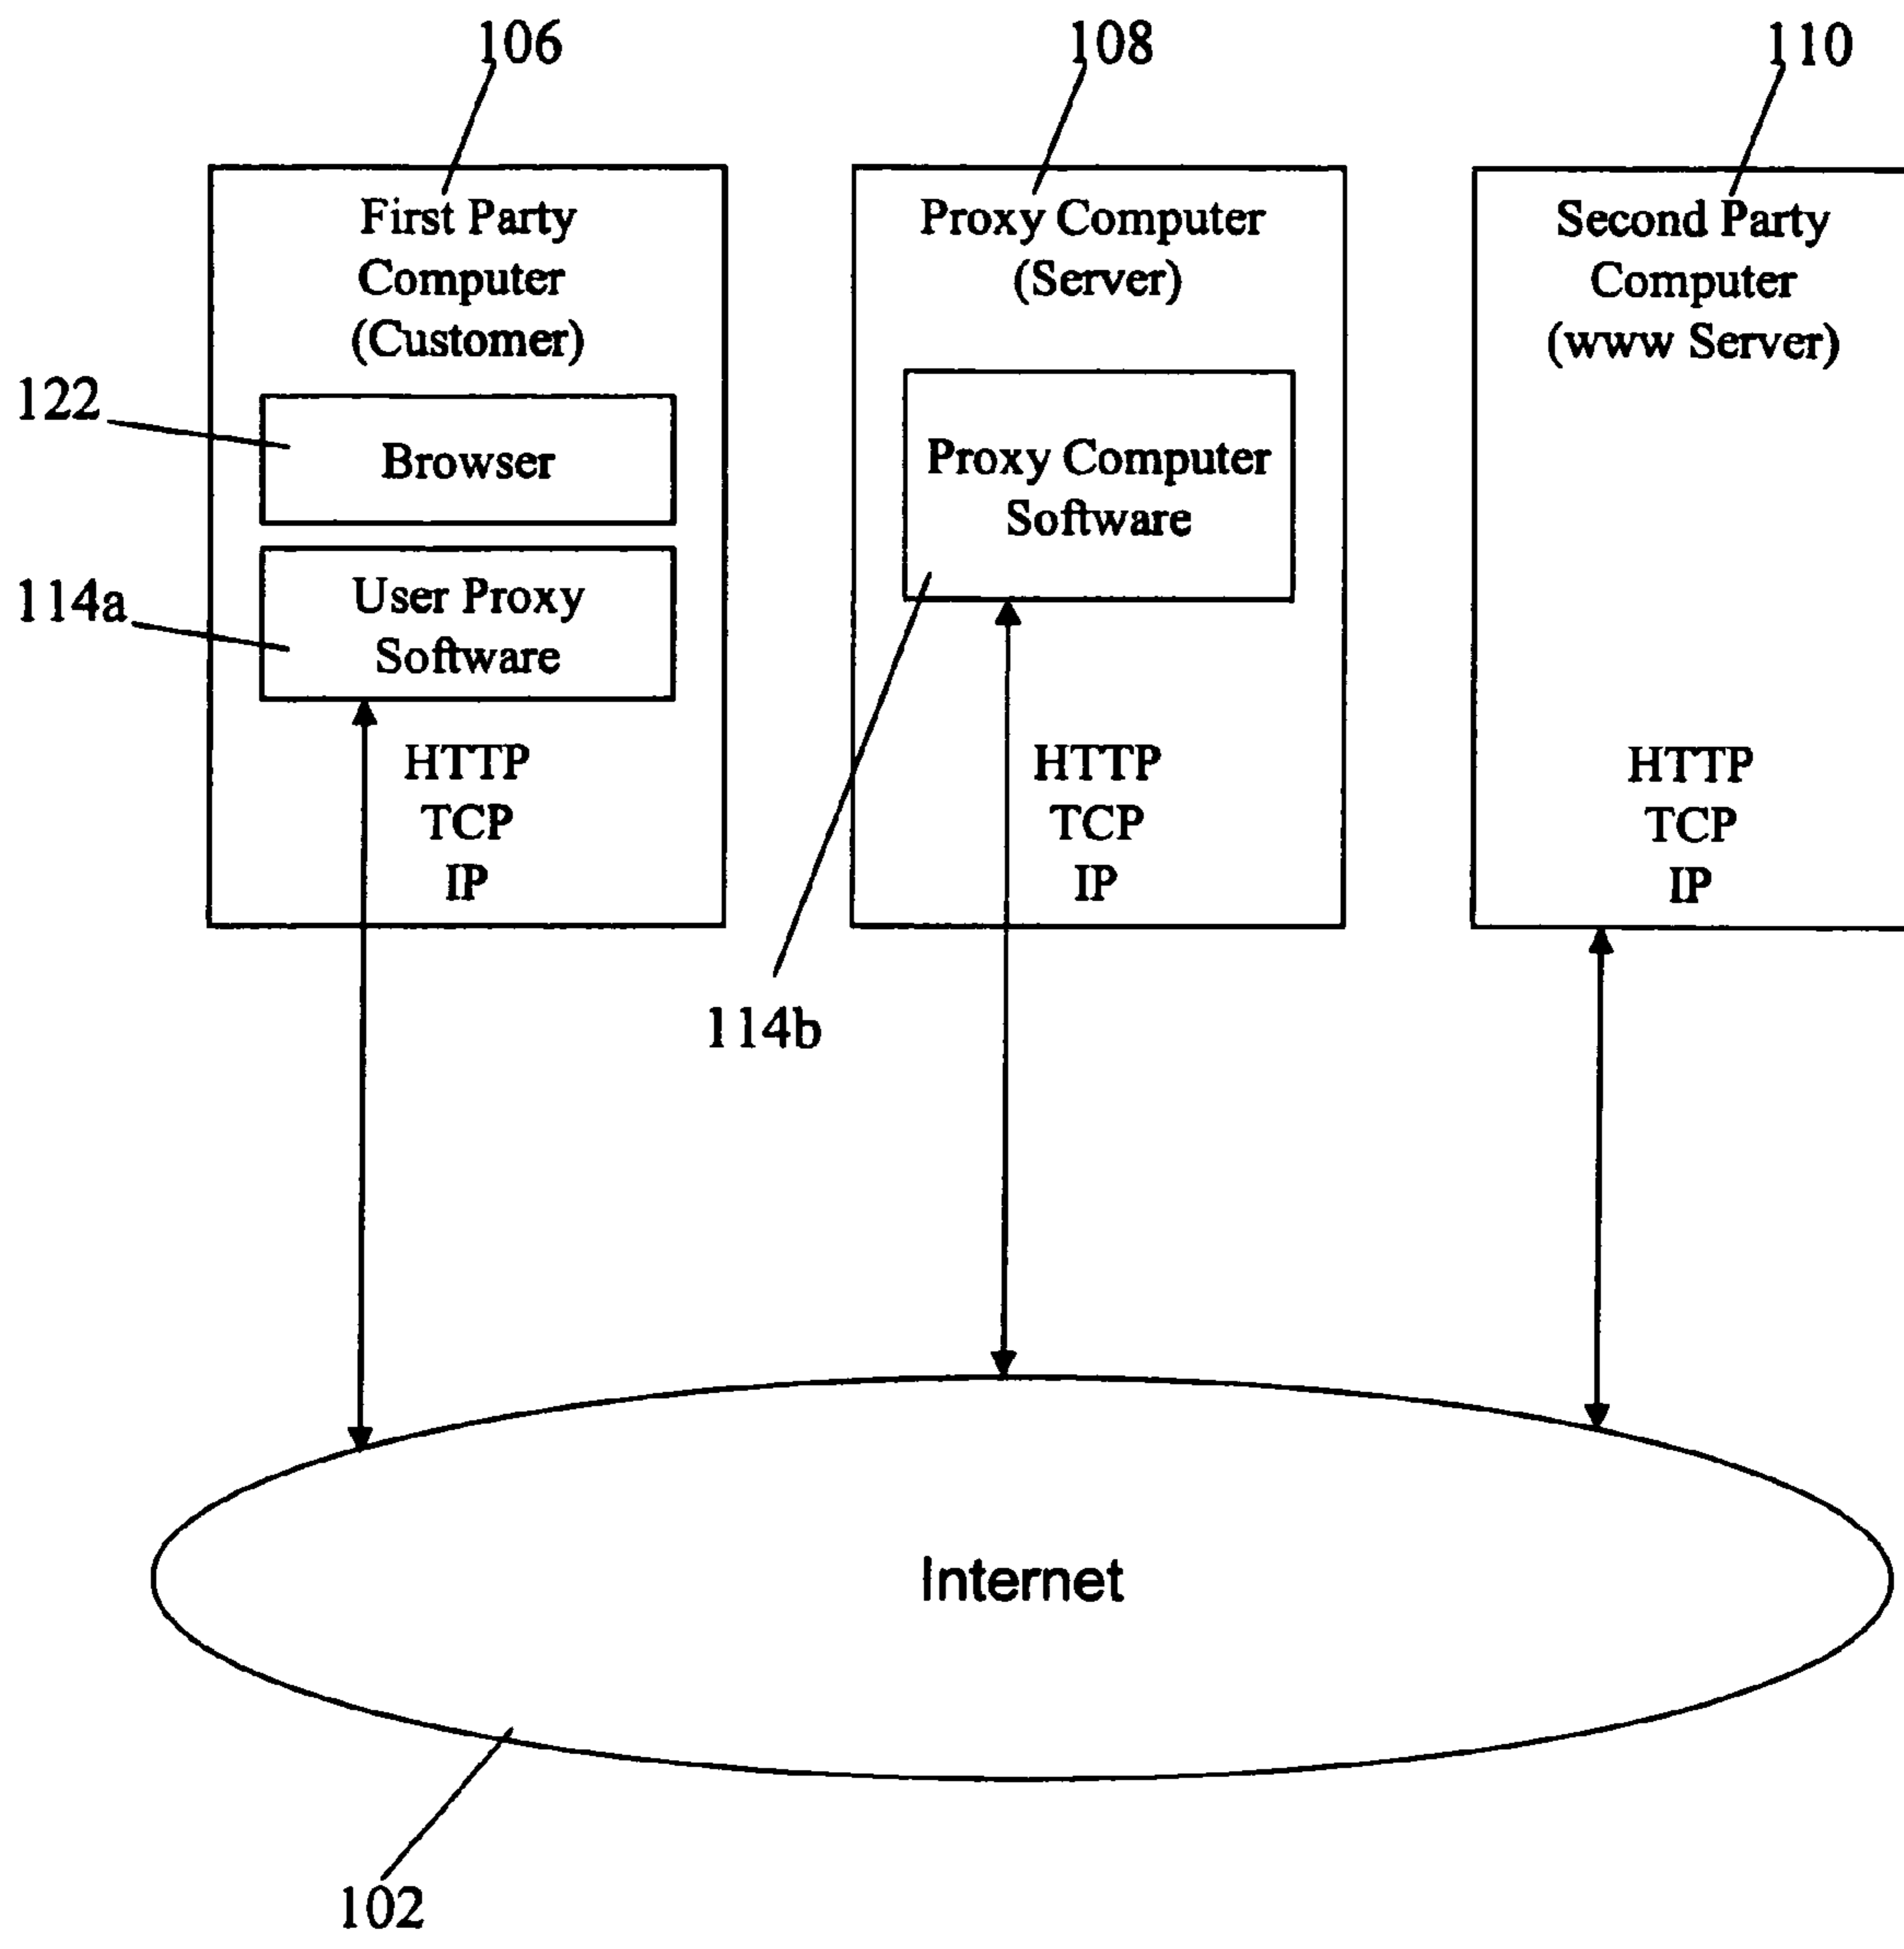 106
108
110
First Party
Computer
(Customer)
122
Browser
114a
User Proxy
Software
HTTP
TCP
IP
Proxy Computer
(Server)
Proxy Computer
Software
HTTP
TCP
IP
114b
Second Party
Computer
(www Server)
HTTP
TCP
IP
Internet
102